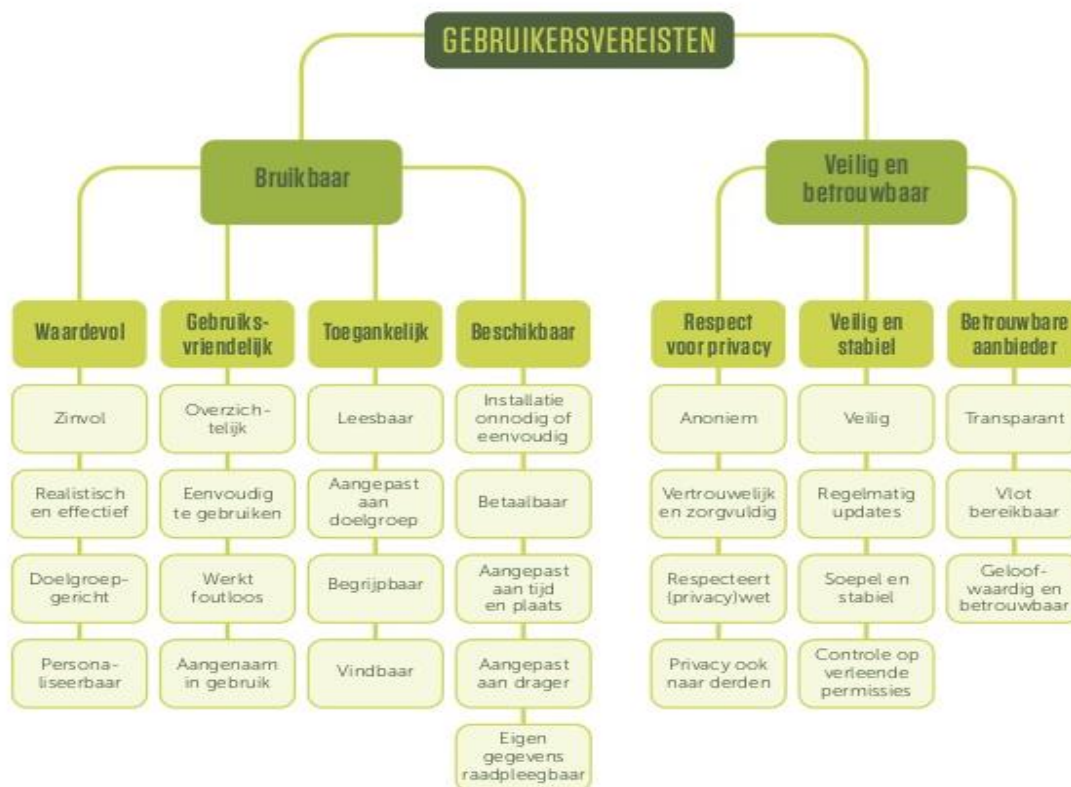 GEBRUIKERSVEREISTEN
Bruikbaar
Veilig en
betrouwbaar
Waardevol
Gebruiks-
vriendelijk
Toegankelijk
Beschikbaar
Respect
voor privacy
Veilig en
stabiel
Betrouwbare
aanbieder
Zinvol
Overzich-
telijk
Leesbaar
Installatie
onnodig of
eenvoudig
Anoniem
Veilig
Transparant
Realistisch
en effectief
Eenvoudig
te gebruiken
Aangepast
aan
doelgroep
Betaalbaar
Vertrouwelijk
en zorgvuldig
Regelmatig
updates
Vlot
bereikbaar
Doelgroep-
gericht
Werkt
foutloos
Begrijpbaar
Aangepast
aan tijd
en plaats
Respecteert
(privacy)wet
Soepel en
stabiel
Geloof-
waardig en
betrouwbaar
Persona-
liseerbaar
Aangenaam
in gebruik
Vindbaar
Aangepast
aan drager
Privacy ook
naar derden
Controle op
verleende
permissies
Eigen
gegevens
raadpleegbaar